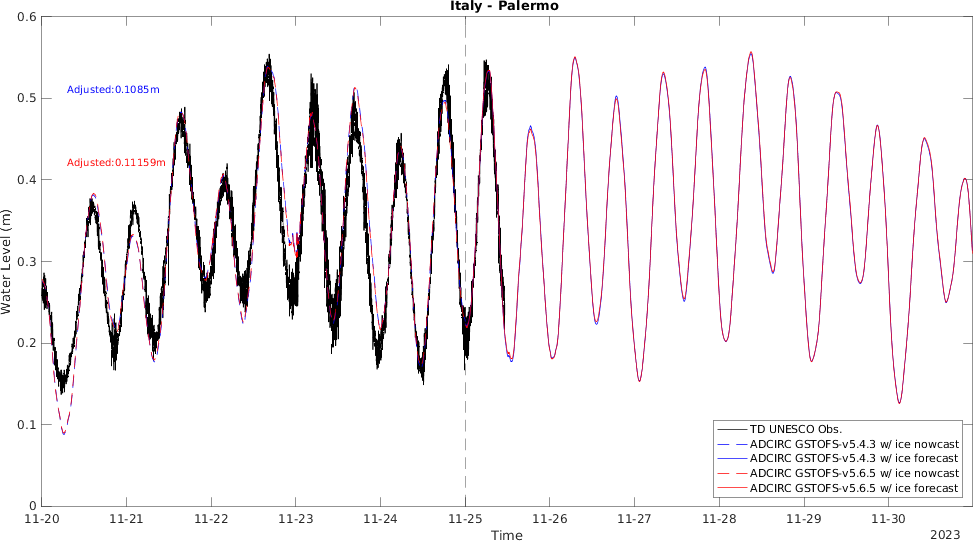 Italy - Palermo
0.6
0.5
0.4
0.3
0.2
0.1
0
Water Level (m)
Adjusted:0.1085m
Adjusted:0.11159m
TD UNESCO Obs.
ADCIRC GSTOFS-v5.4.3 w/ ice nowcast
ADCIRC GSTOFS-v5.4.3 w/ ice forecast
ADCIRC GSTOFS-v5.6.5 w/ ice nowcast
ADCIRC GSTOFS-v5.6.5 w/ ice forecast
11-20 11-21 11-22 11-23 11-24 11-25 11-26 11-27 11-28 11-29 11-30
Time
2023